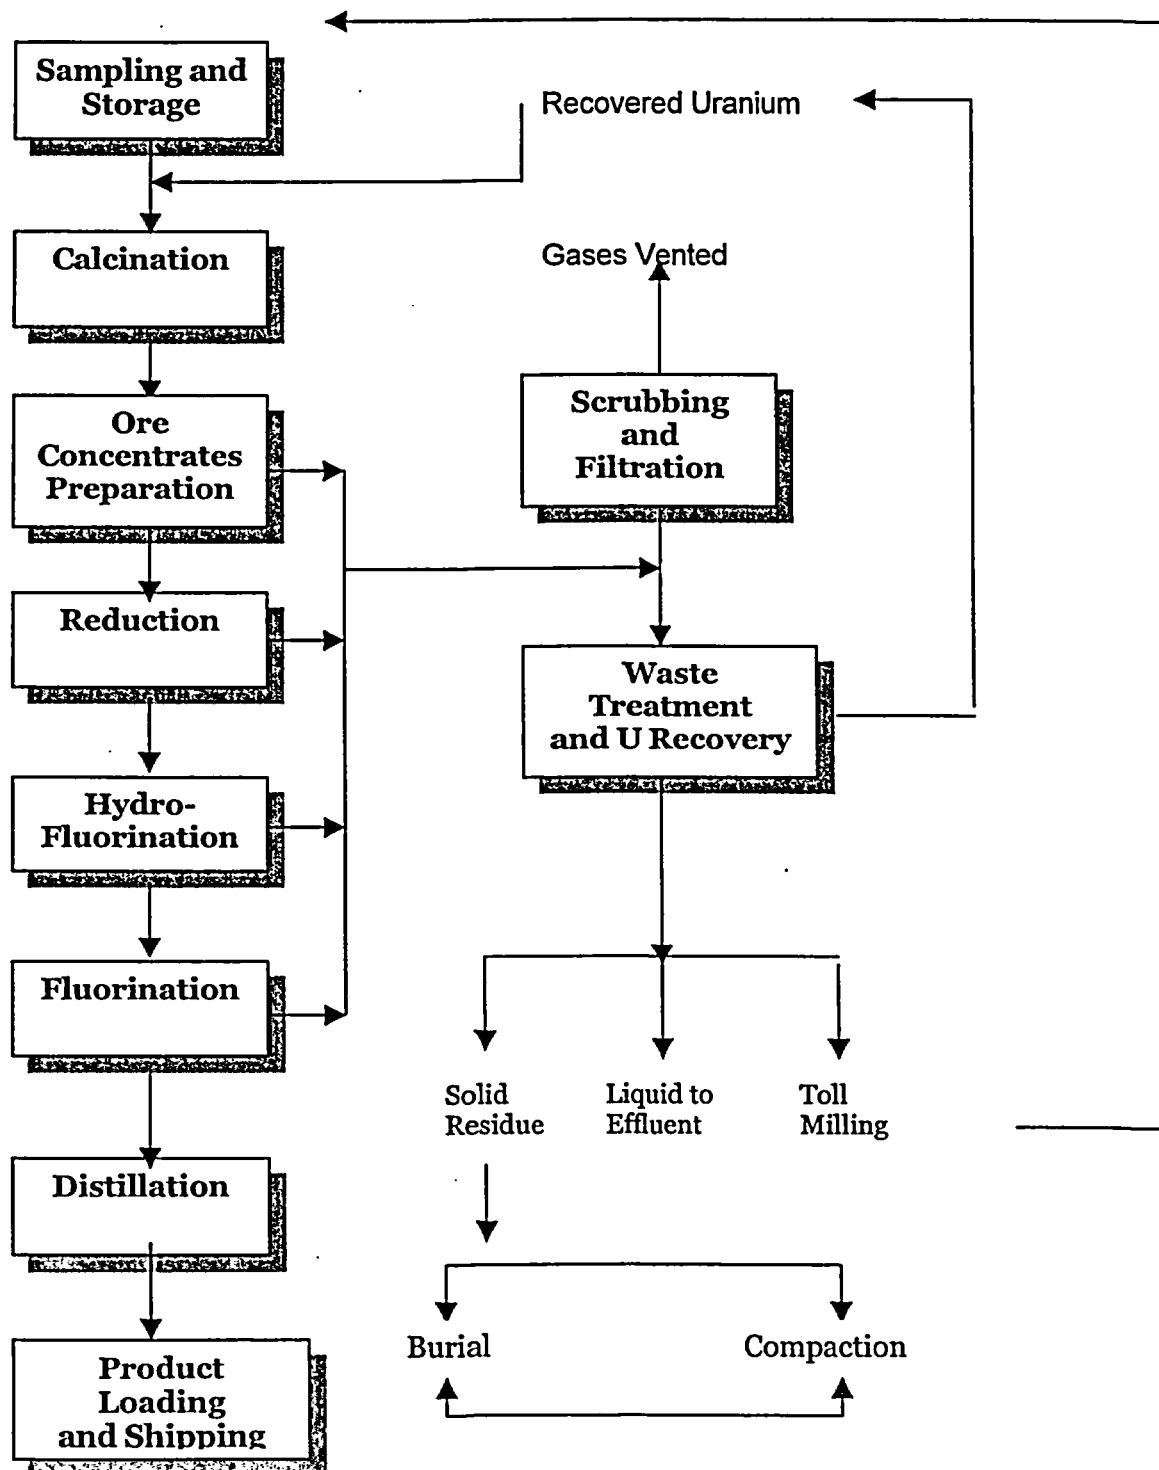 Sampling and
Storage
Recovered Uranium
Calcination
Gases Vented
Ore
Concentrates
Preparation
Scrubbing
and
Filtration
Reduction
Waste
Treatment
and U Recovery
Hydro-
Fluorination
Fluorination
Solid
Residue
Liquid to
Effluent
Toll
Milling
Distillation
Burial
Compaction
Product
Loading
and Shipping